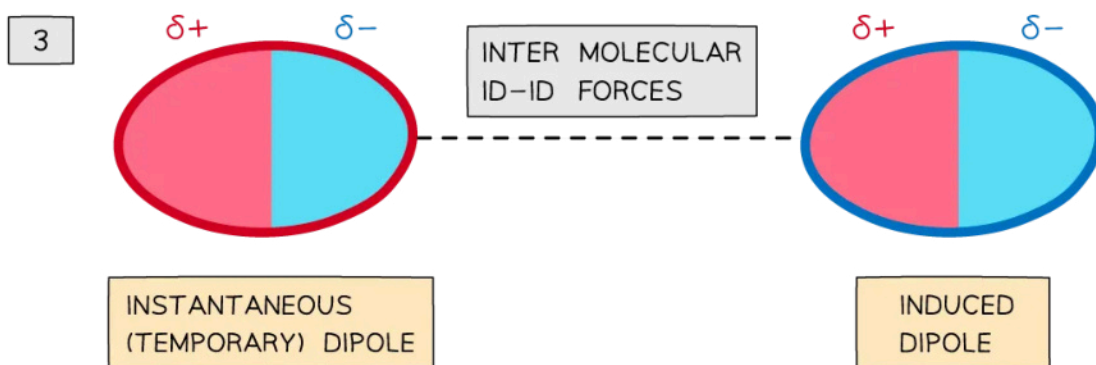 3
δ+ δ−
INTER MOLECULAR
ID−ID FORCES
δ+ δ−
INSTANTANEOUS
(TEMPORARY) DIPOLE
INDUCED
DIPOLE